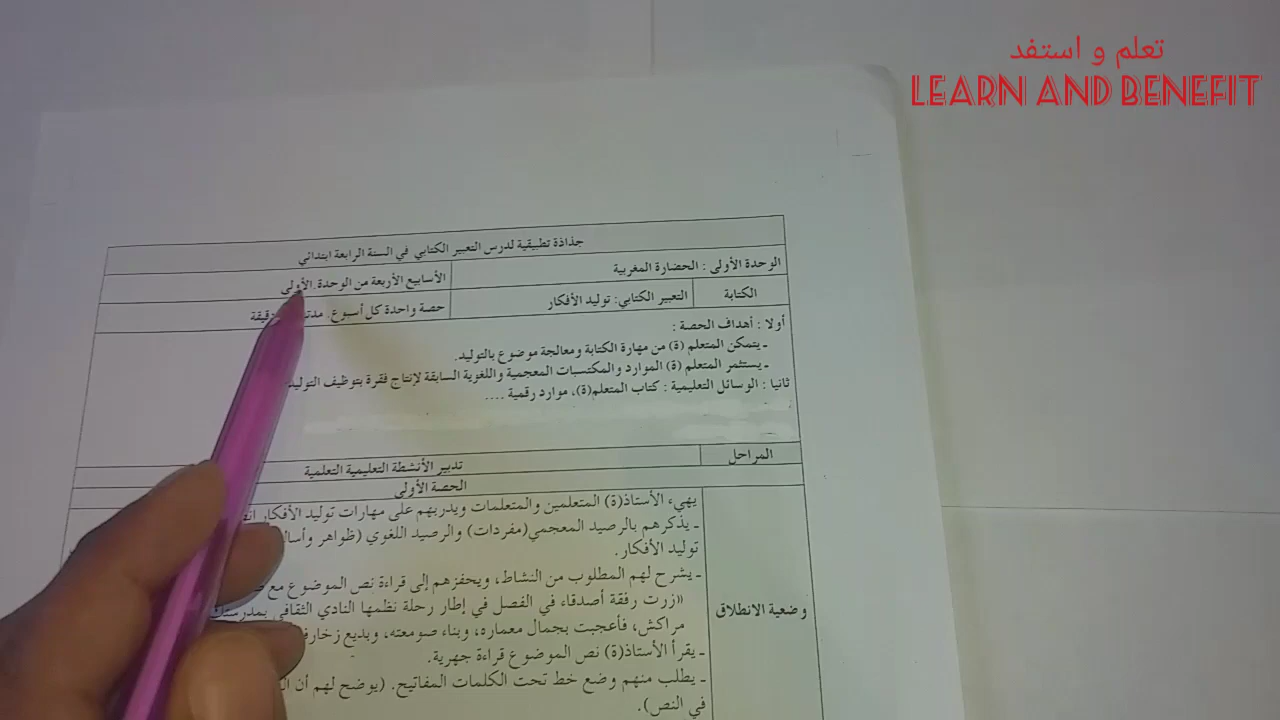 تعلم و استفد
LEARN AND BENEFIT
جذاذة تطبيقية لدرس التعبير الكتابي في السنة الرابعة ابتدائي
الوحدة الأولى : الحضارة المغربية
الأسابيع الأربعة من الوحدة الأولى
الكتابة
التعبير الكتابي: توليد الأفكار
حصة واحدة كل أسبوع.
أولا : أهداف الحصة :
ـ يتمكن المتعلم (ة) من مهارة الكتابة ومعالجة موضوع بالتوليد.
ـ يستثمر المتعلم (ة) الموارد والمكتسبات المعجمية واللغوية السابقة لإنتاج فقرة بتوظيف التوليد
ثانيا : الوسائل التعليمية : كتاب المتعلم(ة)، موارد رقمية ....
المراحل
تدبير الأنشطة التعليمية التعلمية
الحصة الأولى
وضعية الانطلاق
يهيء الأستاذ(ة) المتعلمين والمتعلمات ويدربهم على مهارات توليد الأفكار
ـ يذكرهم بالرصيد المعجمي(مفردات) والرصيد اللغوي (ظواهر
توليد الأفكار.
ـ يشرح لهم المطلوب من النشاط، ويحفزهم إلى قراءة نص الموضوع مع
«زرت رفقة أصدقاء في الفصل في إطار رحلة نظمها النادي الثقافي
مراكش، فأعجبت بجمال معماره، وبناء صومعته، وبديع
ـ يقرأ الأستاذ(ة) نص الموضوع قراءة جهرية.
ـ يطلب منهم وضع خط تحت الكلمات المفاتيح. (يوضح لهم أن
في النص).